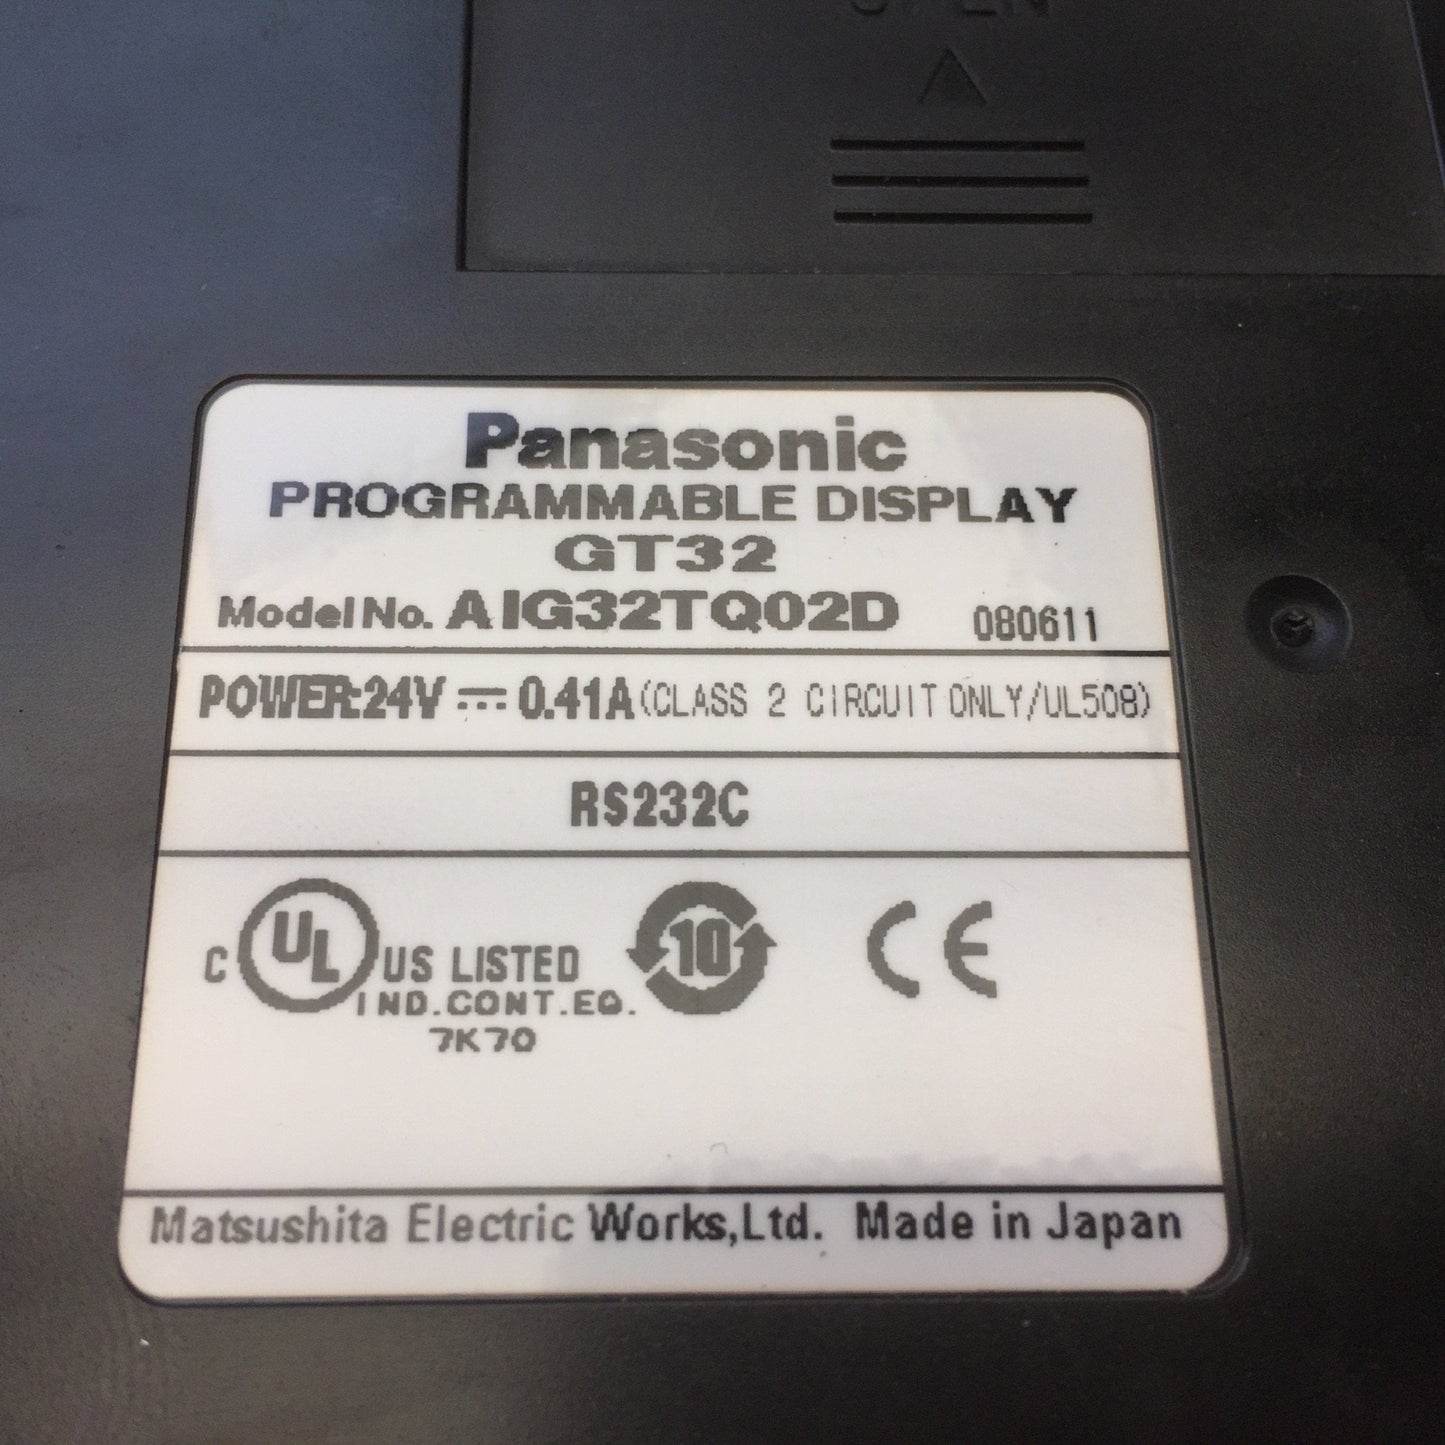 OPEN
Panasonic
PROGRAMMABLE DISPLAY
GT32
Model No. AIG32TQ02D 080611
POWER:24V ⎓ 0.41A(CLASS 2 CIRCUIT ONLY/UL508)
RS232C
C UL US LISTED
IND.CONT.EQ.
7K70
10
CE
Matsushita Electric Works,Ltd. Made in Japan